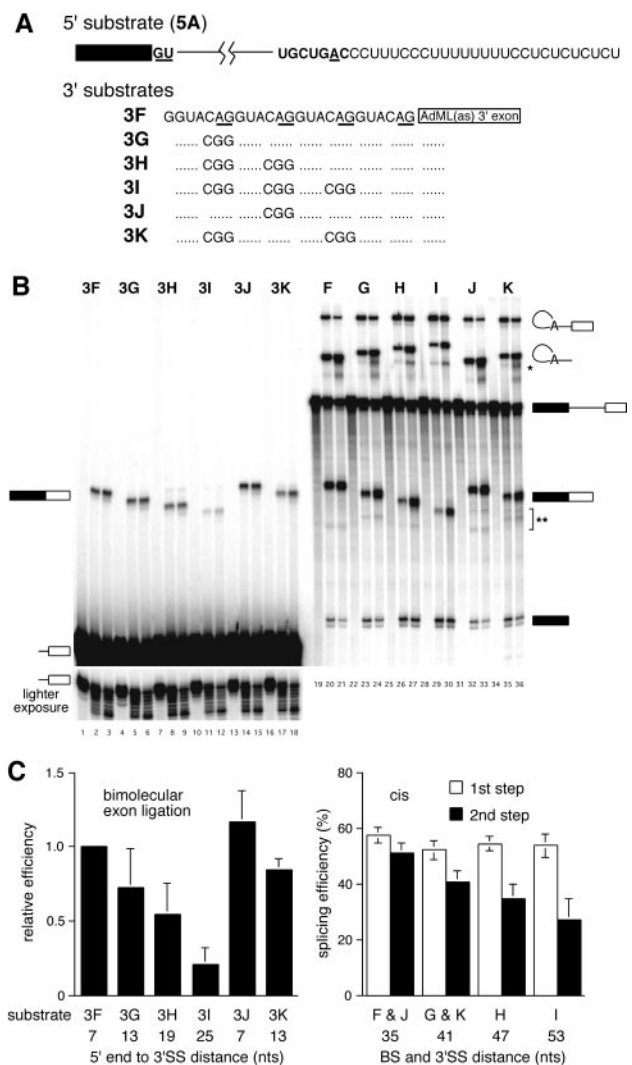 A
5' substrate (5A)
GU UGCUGACCCUUUCCCUUUUUUUUCCUCUCUCUCU
3' substrates
3F GGUACAGGUACAGGUACAGGUACAG AdML(as) 3' exon
3G ...... CGG ...... ...... ...... ...... ......
3H ...... CGG ......CGG ...... ...... ......
3I ...... CGG ......CGG ......CGG ...... ......
3J ...... ...... ......CGG ...... ...... ......
3K ...... CGG ...... ......CGG ...... ......
B 3F 3G 3H 3I 3J 3K F G H I J K
A
A
*
**
lighter exposure
1 2 3 4 5 6 7 8 9 10 11 12 13 14 15 16 17 18
19 20 21 22 23 24 25 26 27 28 29 30 31 32 33 34 35 36
C
1.5
1.0
0.5
0
relative efficiency
bimolecular
exon ligation
substrate 3F 3G 3H 3I 3J 3K
7 13 19 25 7 13
5' end to 3'SS distance (nts)
80
60
40
20
0
splicing efficiency (%)
cis
1st step
2nd step
F & J G & K H I
35 41 47 53
BS and 3'SS distance (nts)